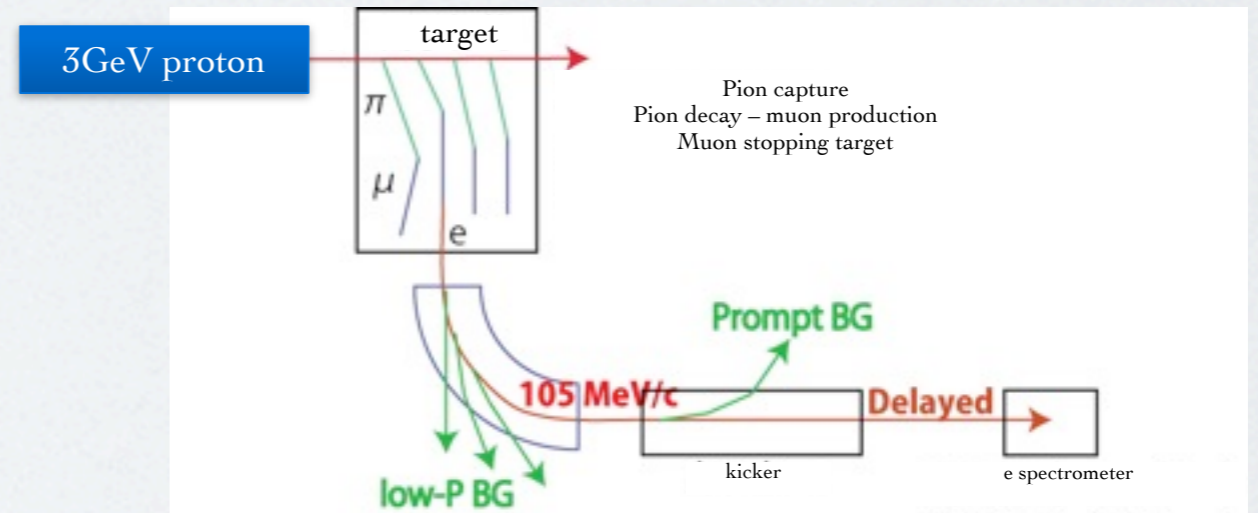 3GeV proton
target
π
μ
e
Pion capture
Pion decay – muon production
Muon stopping target
Prompt BG
105 MeV/c
Delayed
low-P BG
kicker
e spectrometer